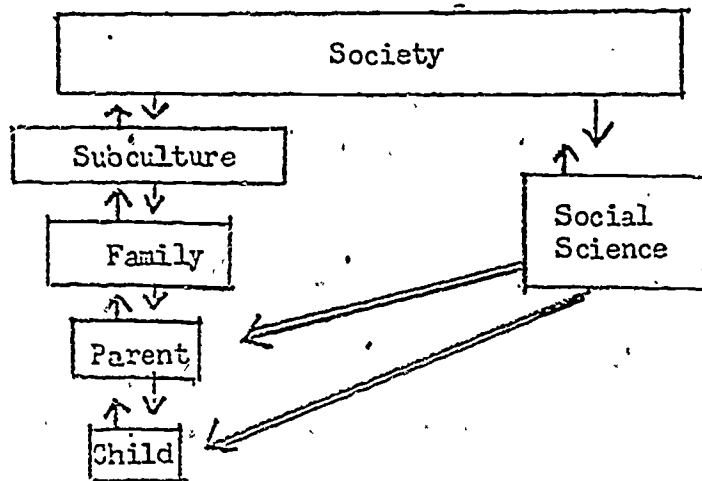 Society
Subculture
Family
Social
Science
Parent
Child